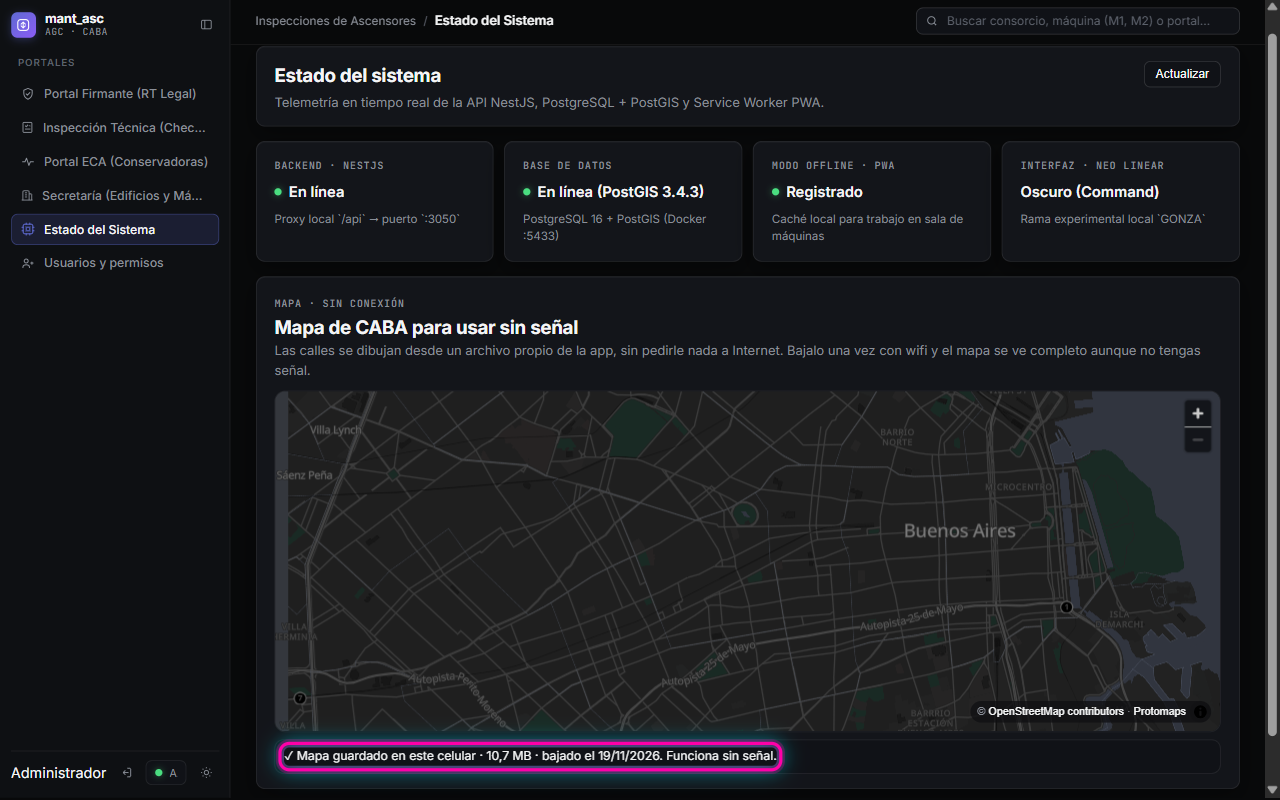 mant_asc
AGC · CABA
PORTALES
Portal Firmante (RT Legal)
Inspección Técnica (Chec...
Portal ECA (Conservadoras)
Secretaría (Edificios y Má...
Estado del Sistema
Usuarios y permisos
Administrador
A
Inspecciones de Ascensores / Estado del Sistema
Buscar consorcio, máquina (M1, M2) o portal...
Estado del sistema
Actualizar
Telemetría en tiempo real de la API NestJS, PostgreSQL + PostGIS y Service Worker PWA.
BACKEND · NESTJS
En línea
Proxy local `/api` → puerto `:3050`
BASE DE DATOS
En línea (PostGIS 3.4.3)
PostgreSQL 16 + PostGIS (Docker
:5433)
MODO OFFLINE · PWA
Registrado
Caché local para trabajo en sala de
máquinas
INTERFAZ · NEO LINEAR
Oscuro (Command)
Rama experimental local `GONZA`
MAPA · SIN CONEXIÓN
Mapa de CABA para usar sin señal
Las calles se dibujan desde un archivo propio de la app, sin pedirle nada a Internet. Bajalo una vez con wifi y el mapa se ve completo aunque no tengas
señal.
+
−
Villa Lynch
BARRIO
NORTE
Sáenz Peña
MICROCENTRO
Buenos Aires
1
Autopista 25 de Mayo
ISLA
DEMARCHI
VILLA
Autopista 25 de Mayo
Autopista Perito Moreno
7
VILLA
BARRRIO
ESTACIÓN
© OpenStreetMap contributors · Protomaps
✓ Mapa guardado en este celular · 10,7 MB · bajado el 19/11/2026. Funciona sin señal.